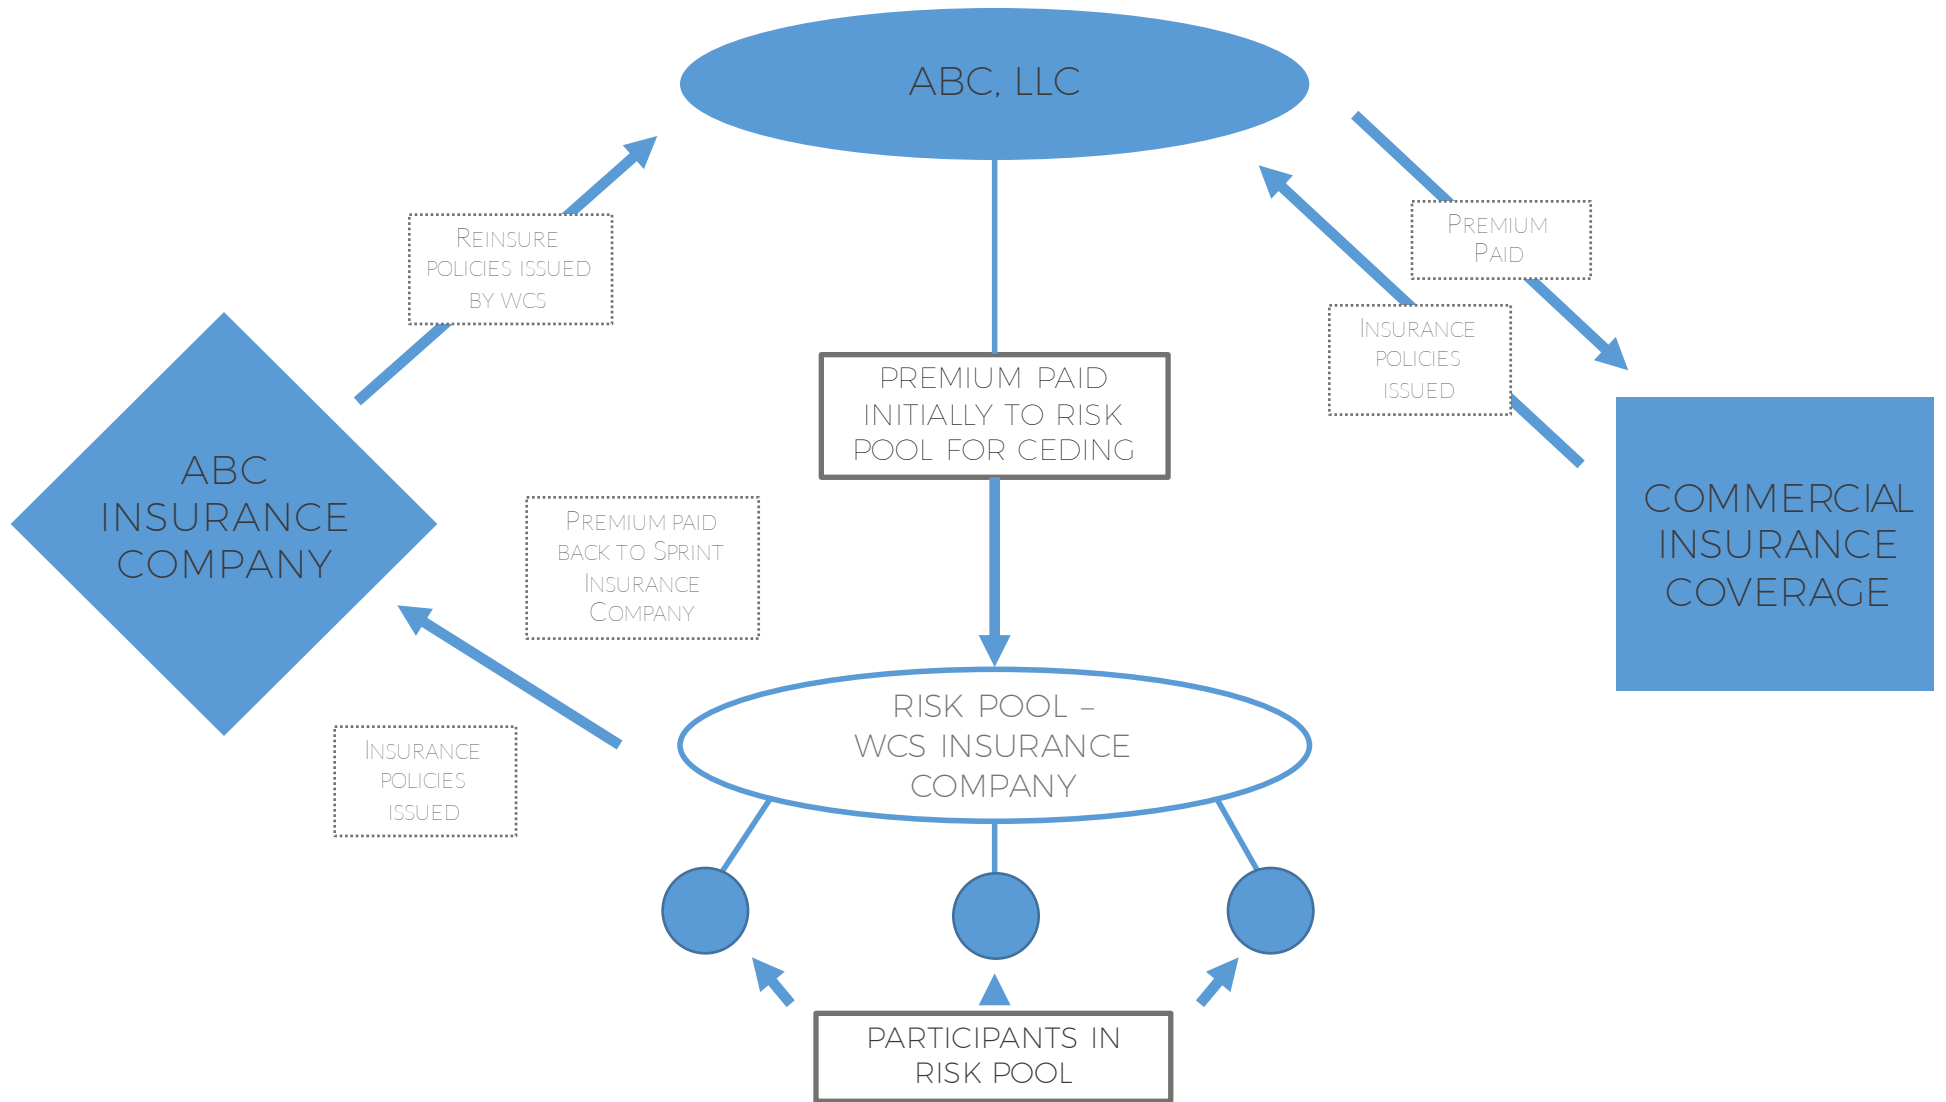 ABC, LLC
REINSURE
POLICIES ISSUED
BY WCS
PREMIUM
PAID
INSURANCE
POLICIES
ISSUED
PREMIUM PAID
INITIALLY TO RISK
POOL FOR CEDING
ABC
INSURANCE
COMPANY
PREMIUM PAID
BACK TO SPRINT
INSURANCE
COMPANY
COMMERCIAL
INSURANCE
COVERAGE
INSURANCE
POLICIES
ISSUED
RISK POOL –
WCS INSURANCE
COMPANY
PARTICIPANTS IN
RISK POOL